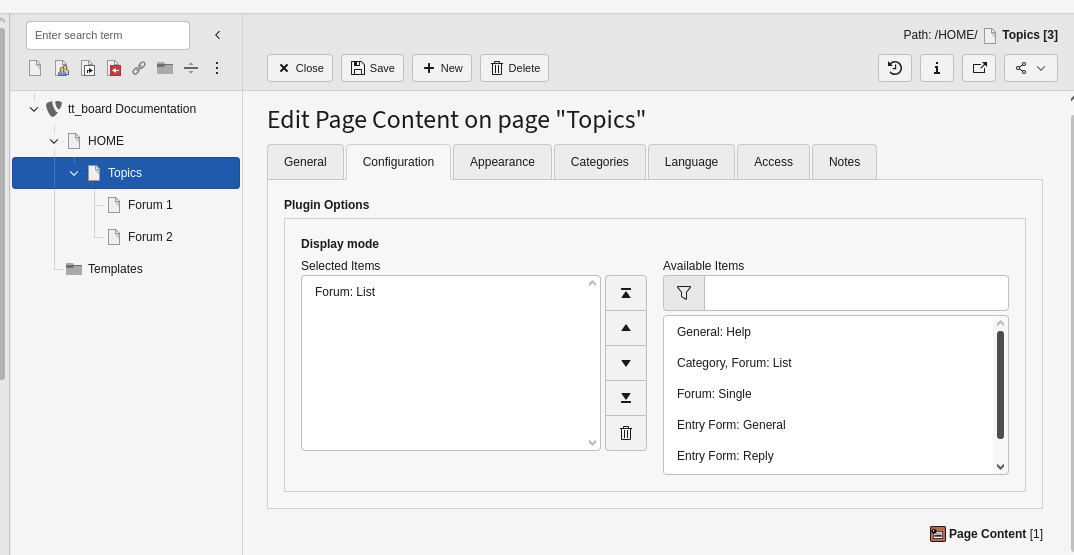 Enter search term
Path: /HOME/ Topics [3]
Close Save New Delete
tt_board Documentation
HOME
Topics
Forum 1
Forum 2
Templates
Edit Page Content on page "Topics"
General Configuration Appearance Categories Language Access Notes
Plugin Options
Display mode
Selected Items
Forum: List
Available Items
General: Help
Category, Forum: List
Forum: Single
Entry Form: General
Entry Form: Reply
Page Content [1]